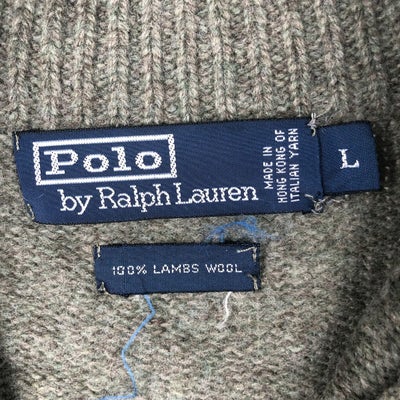 Polo
by Ralph Lauren
MADE IN
HONG KONG OF
ITALIAN YARN
L
100% LAMBS WOOL